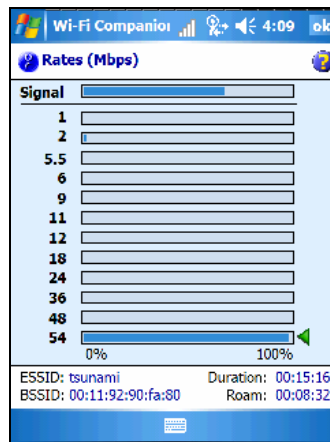 Wi-Fi Companion 4:09 ok
Rates (Mbps)
Signal
1
2
5.5
6
9
11
12
18
24
36
48
54
0% 100%
ESSID: tsunami Duration: 00:15:16
BSSID: 00:11:92:90:fa:80 Roam: 00:08:32